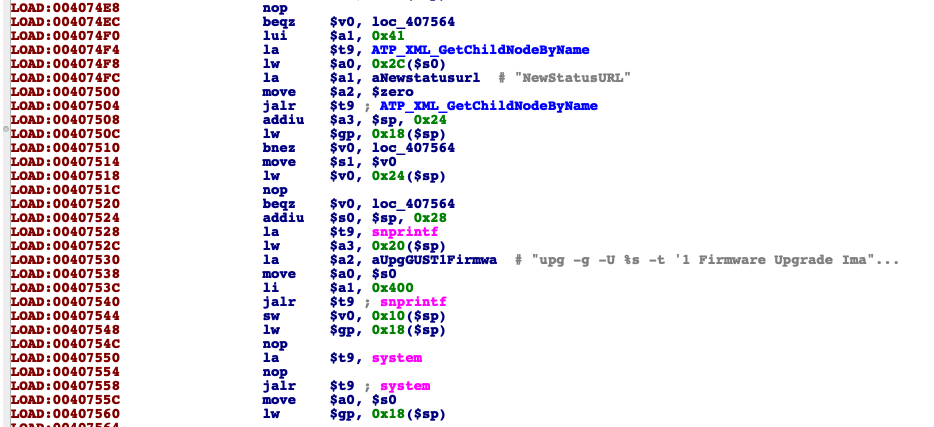 LOAD:004074E8 nop
LOAD:004074EC beqz $v0, loc_407564
LOAD:004074F0 lui $a1, 0x41
LOAD:004074F4 la $t9, ATP_XML_GetChildNodeByName
LOAD:004074F8 lw $a0, 0x2C($s0)
LOAD:004074FC la $a1, aNewstatusurl # "NewStatusURL"
LOAD:00407500 move $a2, $zero
LOAD:00407504 jalr $t9 ; ATP_XML_GetChildNodeByName
LOAD:00407508 addiu $a3, $sp, 0x24
LOAD:0040750C lw $gp, 0x18($sp)
LOAD:00407510 bnez $v0, loc_407564
LOAD:00407514 move $s1, $v0
LOAD:00407518 lw $v0, 0x24($sp)
LOAD:0040751C nop
LOAD:00407520 beqz $v0, loc_407564
LOAD:00407524 addiu $s0, $sp, 0x28
LOAD:00407528 la $t9, snprintf
LOAD:0040752C lw $a3, 0x20($sp)
LOAD:00407530 la $a2, aUpgGUST1Firmwa # "upg -g -U %s -t '1 Firmware Upgrade Ima"...
LOAD:00407538 move $a0, $s0
LOAD:0040753C li $a1, 0x400
LOAD:00407540 jalr $t9 ; snprintf
LOAD:00407544 sw $v0, 0x10($sp)
LOAD:00407548 lw $gp, 0x18($sp)
LOAD:0040754C nop
LOAD:00407550 la $t9, system
LOAD:00407554 nop
LOAD:00407558 jalr $t9 ; system
LOAD:0040755C move $a0, $s0
LOAD:00407560 lw $gp, 0x18($sp)